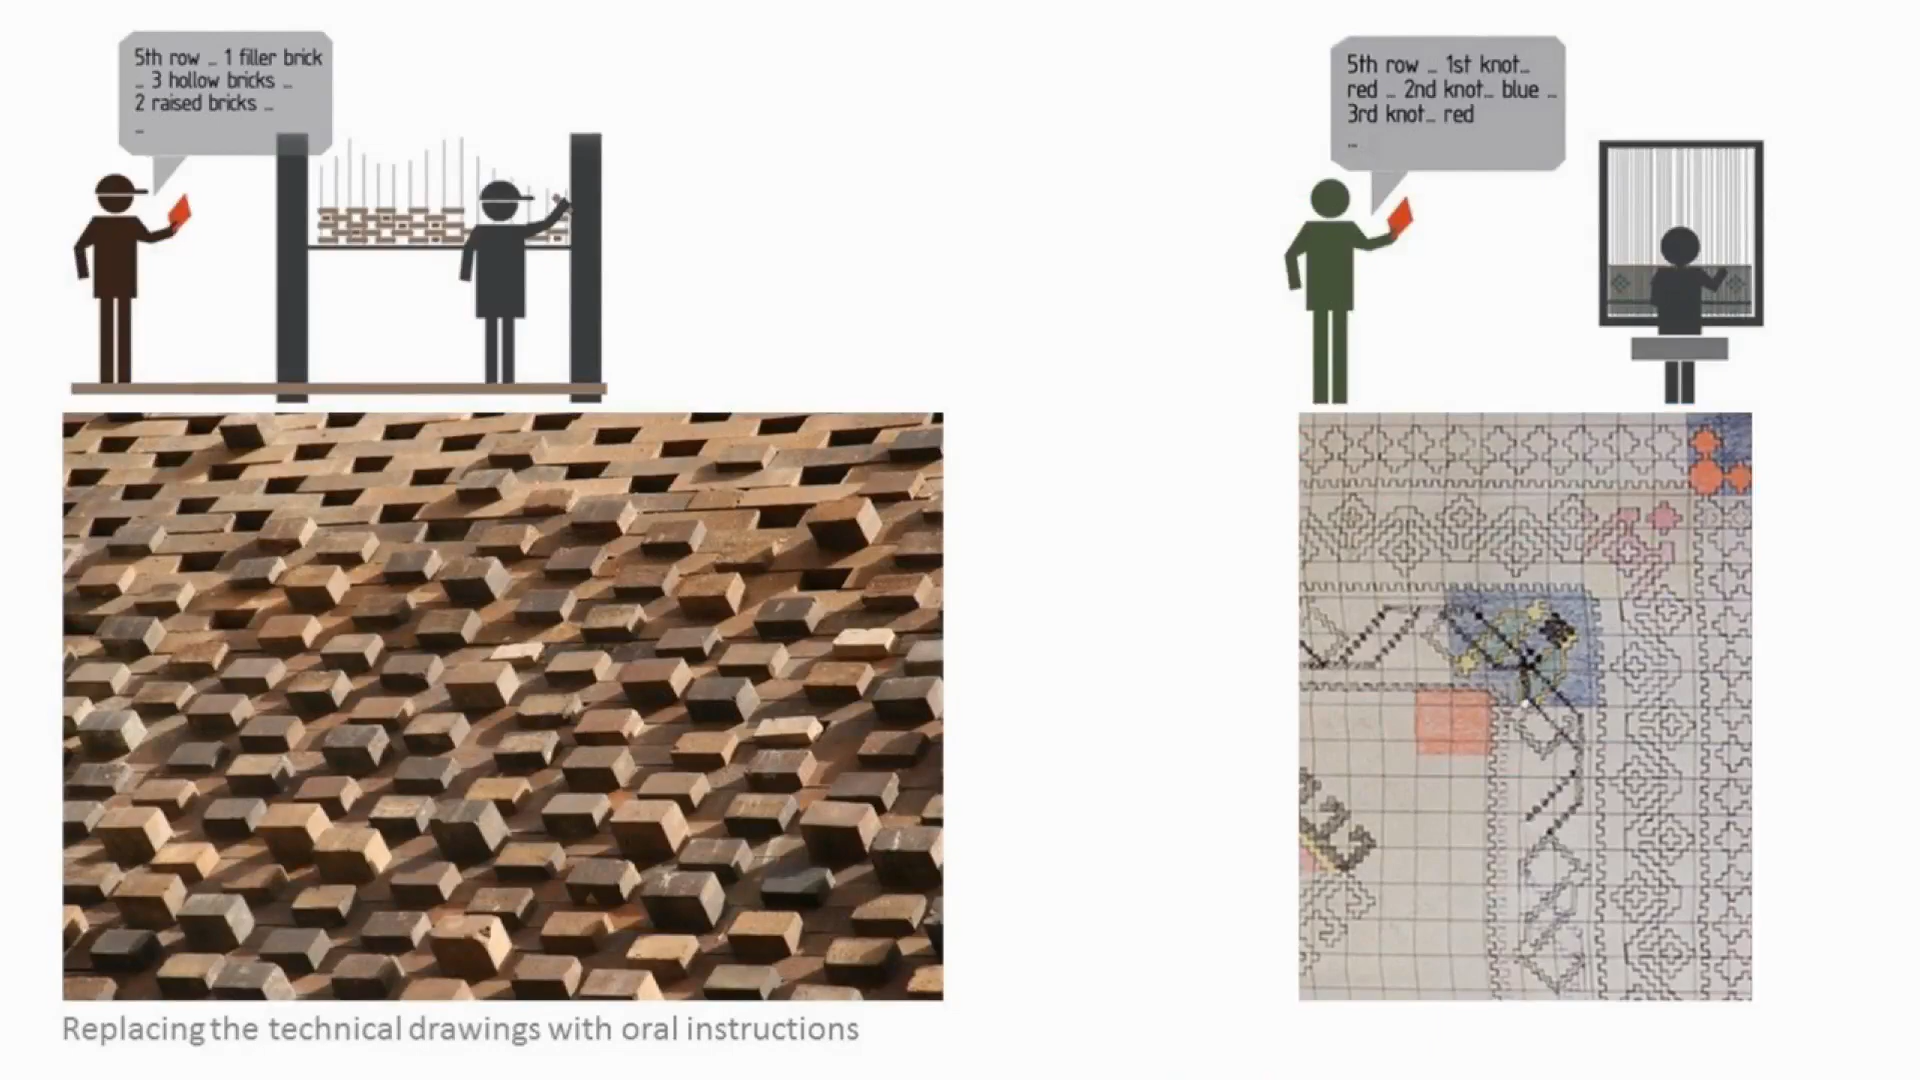 5th row ... 1 filler brick
... 3 hollow bricks ...
2 raised bricks ...
...
5th row ... 1st knot...
red ... 2nd knot... blue ...
3rd knot... red
...
Replacing the technical drawings with oral instructions